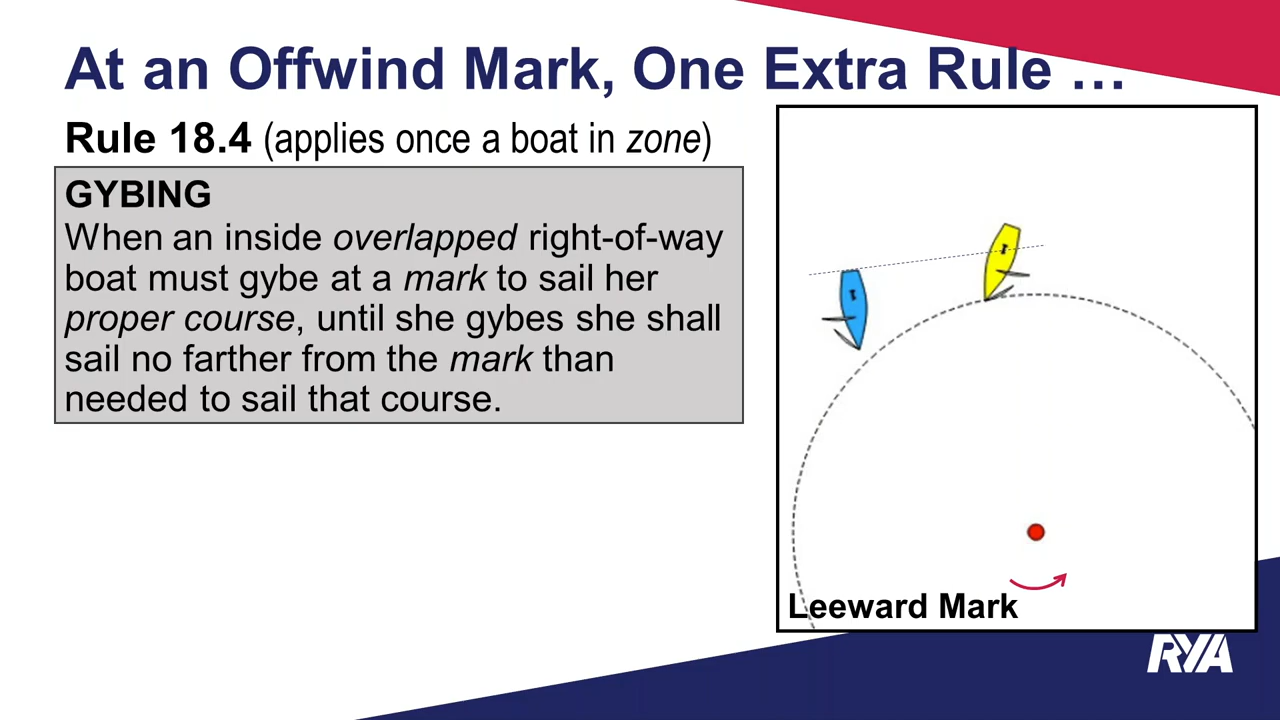 At an Offwind Mark, One Extra Rule …
Rule 18.4 (applies once a boat in zone)
GYBING
When an inside overlapped right-of-way
boat must gybe at a mark to sail her
proper course, until she gybes she shall
sail no farther from the mark than
needed to sail that course.
1
1
Leeward Mark
RYA